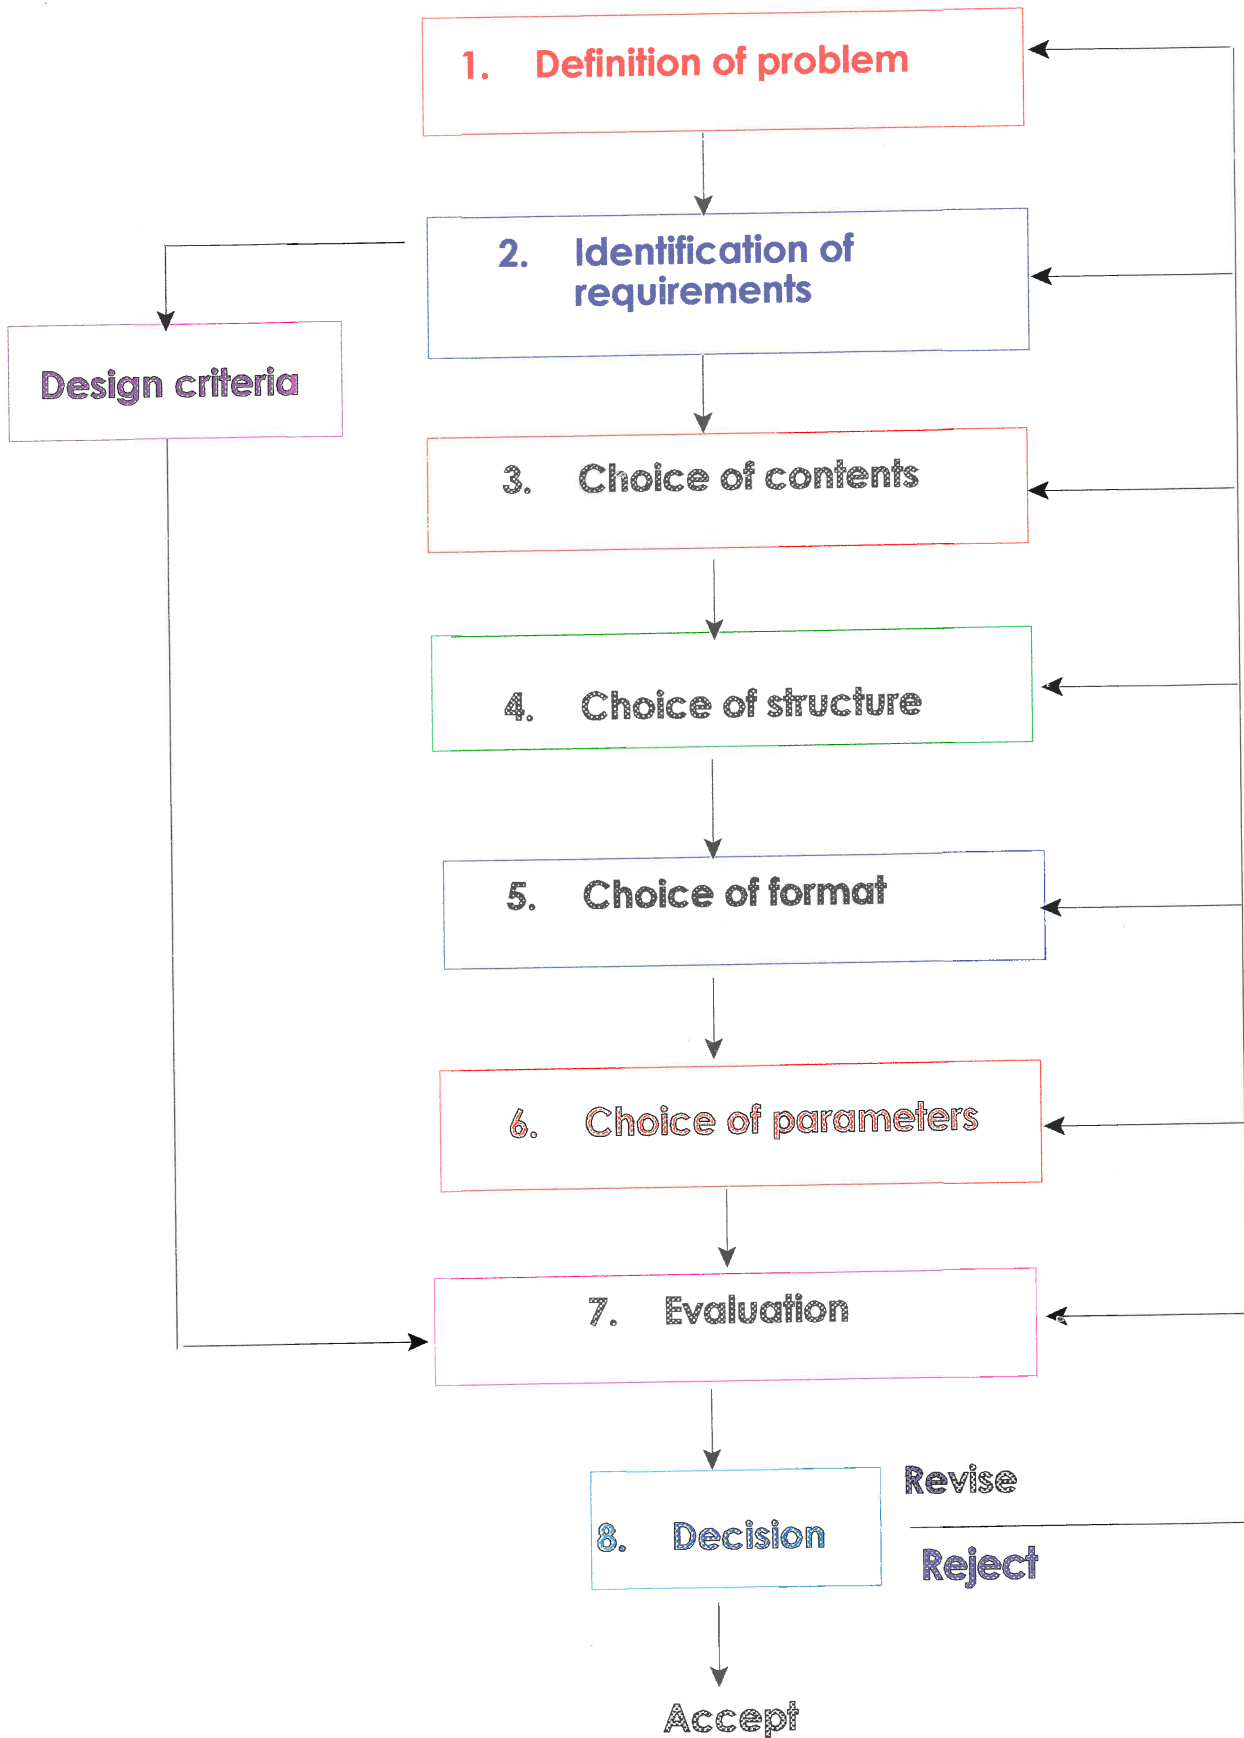 1. Definition of problem
2. Identification of
requirements
Design criteria
3. Choice of contents
4. Choice of structure
5. Choice of format
6. Choice of parameters
7. Evaluation
Revise
8. Decision
Reject
Accept